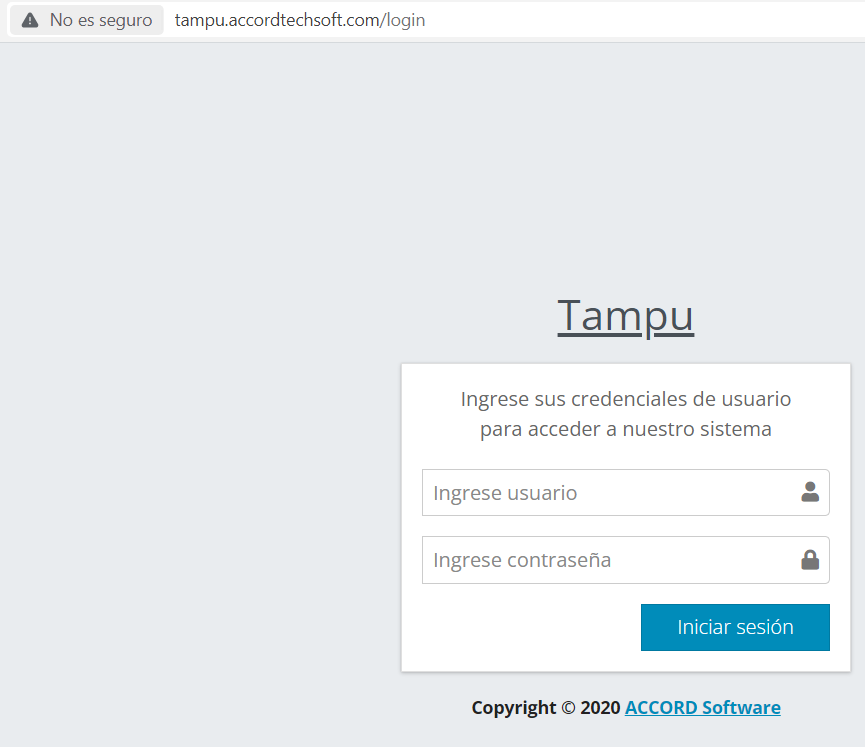 No es seguro tampu.accordtechsoft.com/login
Tampu
Ingrese sus credenciales de usuario
para acceder a nuestro sistema
Ingrese usuario
Ingrese contraseña
Iniciar sesión
Copyright © 2020 ACCORD Software